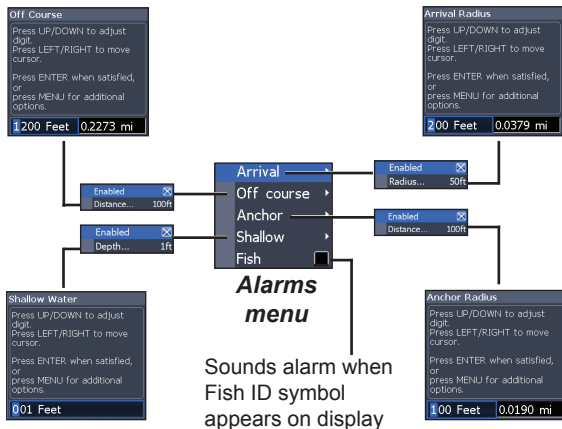 Off Course
Press UP/DOWN to adjust
digit.
Press LEFT/RIGHT to move
cursor.
Press ENTER when satisfied,
or
press MENU for additional
options.
1200 Feet 0.2273 mi
Arrival Radius
Press UP/DOWN to adjust
digit.
Press LEFT/RIGHT to move
cursor.
Press ENTER when satisfied,
or
press MENU for additional
options.
200 Feet 0.0379 mi
Enabled
Distance... 100ft
Enabled
Depth... 1ft
Arrival
Off course
Anchor
Shallow
Fish
Alarms
menu
Enabled
Radius... 50ft
Enabled
Distance... 100ft
Shallow Water
Press UP/DOWN to adjust
digit.
Press LEFT/RIGHT to move
cursor.
Press ENTER when satisfied,
or
press MENU for additional
options.
001 Feet
Sounds alarm when
Fish ID symbol
appears on display
Anchor Radius
Press UP/DOWN to adjust
digit.
Press LEFT/RIGHT to move
cursor.
Press ENTER when satisfied,
or
press MENU for additional
options.
100 Feet 0.0190 mi